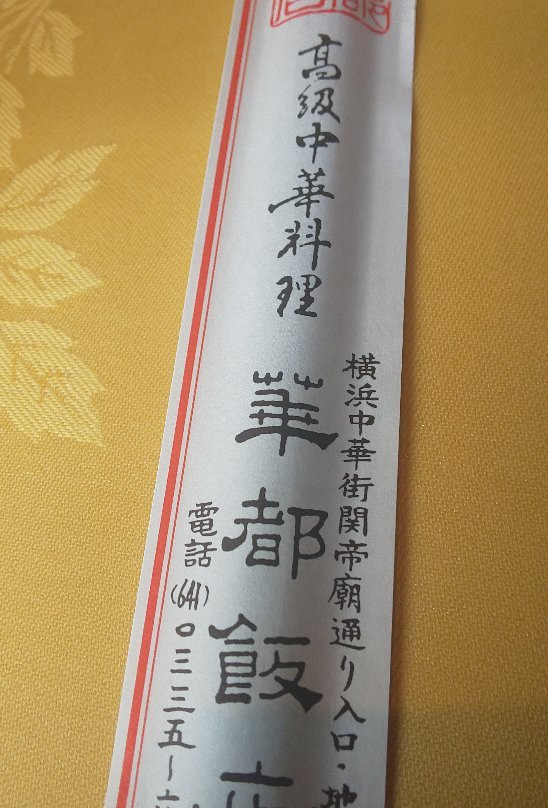 高級中華料理
横浜中華街関帝廟通り入口・地
華都飯
電話(641)〇三三五〜